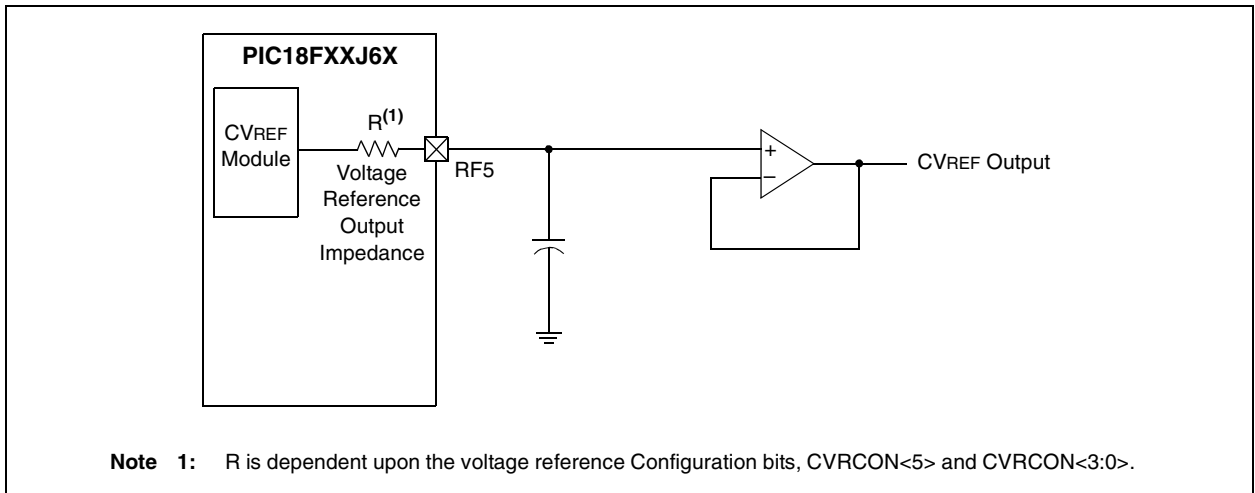 PIC18FXXJ6X
CVREF
Module
R(1)
Voltage
Reference
Output
Impedance
RF5
+
–
CVREF Output
Note 1: R is dependent upon the voltage reference Configuration bits, CVRCON<5> and CVRCON<3:0>.